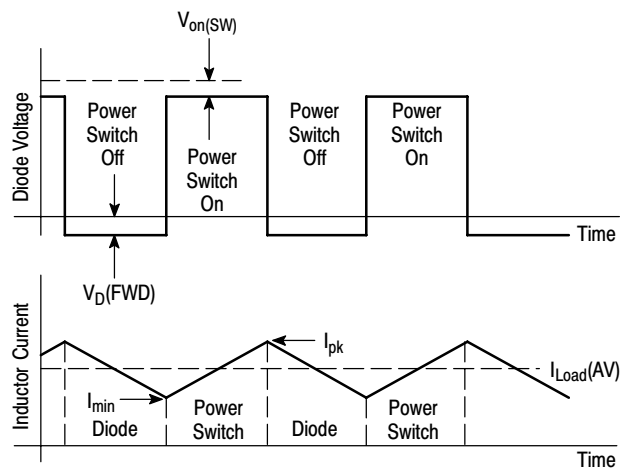 Von(SW)
Diode Voltage
Power
Switch
Off
Power
Switch
On
Power
Switch
Off
Power
Switch
On
Time
VD(FWD)
Inductor Current
Ipk
ILoad(AV)
Imin
Diode
Power
Switch
Diode
Power
Switch
Time